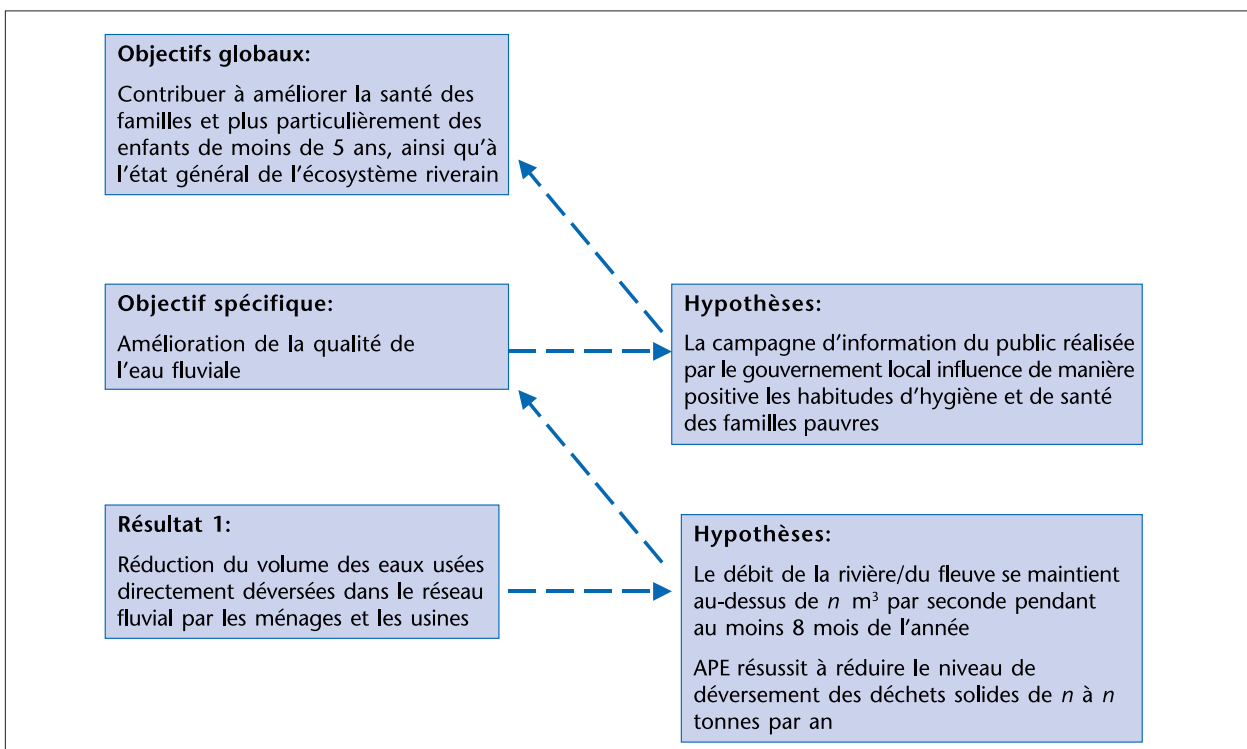 Objectifs globaux:
Contribuer à améliorer la santé des
familles et plus particulièrement des
enfants de moins de 5 ans, ainsi qu'à
l'état général de l'écosystème riverain
Objectif spécifique:
Amélioration de la qualité de
l'eau fluviale
Hypothèses:
La campagne d'information du public réalisée
par le gouvernement local influence de manière
positive les habitudes d'hygiène et de santé
des familles pauvres
Résultat 1:
Réduction du volume des eaux usées
directement déversées dans le réseau
fluvial par les ménages et les usines
Hypothèses:
Le débit de la rivière/du fleuve se maintient
au-dessus de n m³ par seconde pendant
au moins 8 mois de l'année
APE résussit à réduire le niveau de
déversement des déchets solides de n à n
tonnes par an